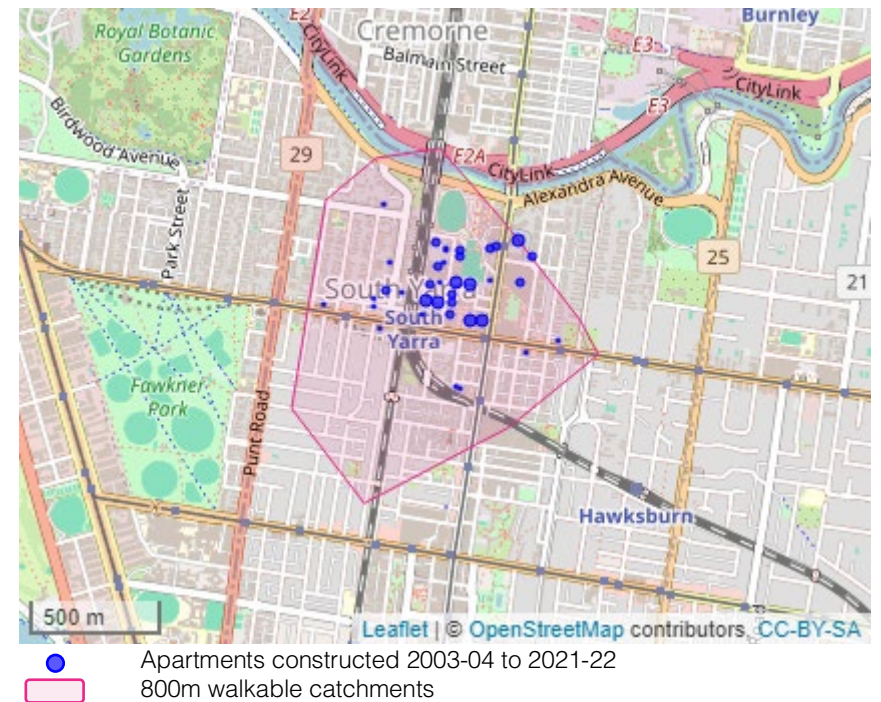 E2
Burnley
Royal Botanic
Gardens
CityLink
Cremorne
Balmain Street
E3
CityLink
E3
Birdwood Avenue
29
E2A
CityLink
Alexandra Avenue
Park Street
25
21
South Yarra
South
Yarra
Fawkner
Park
Punt Road
Hawksburn
500 m
Leaflet | © OpenStreetMap contributors, CC-BY-SA
Apartments constructed 2003-04 to 2021-22
800m walkable catchments